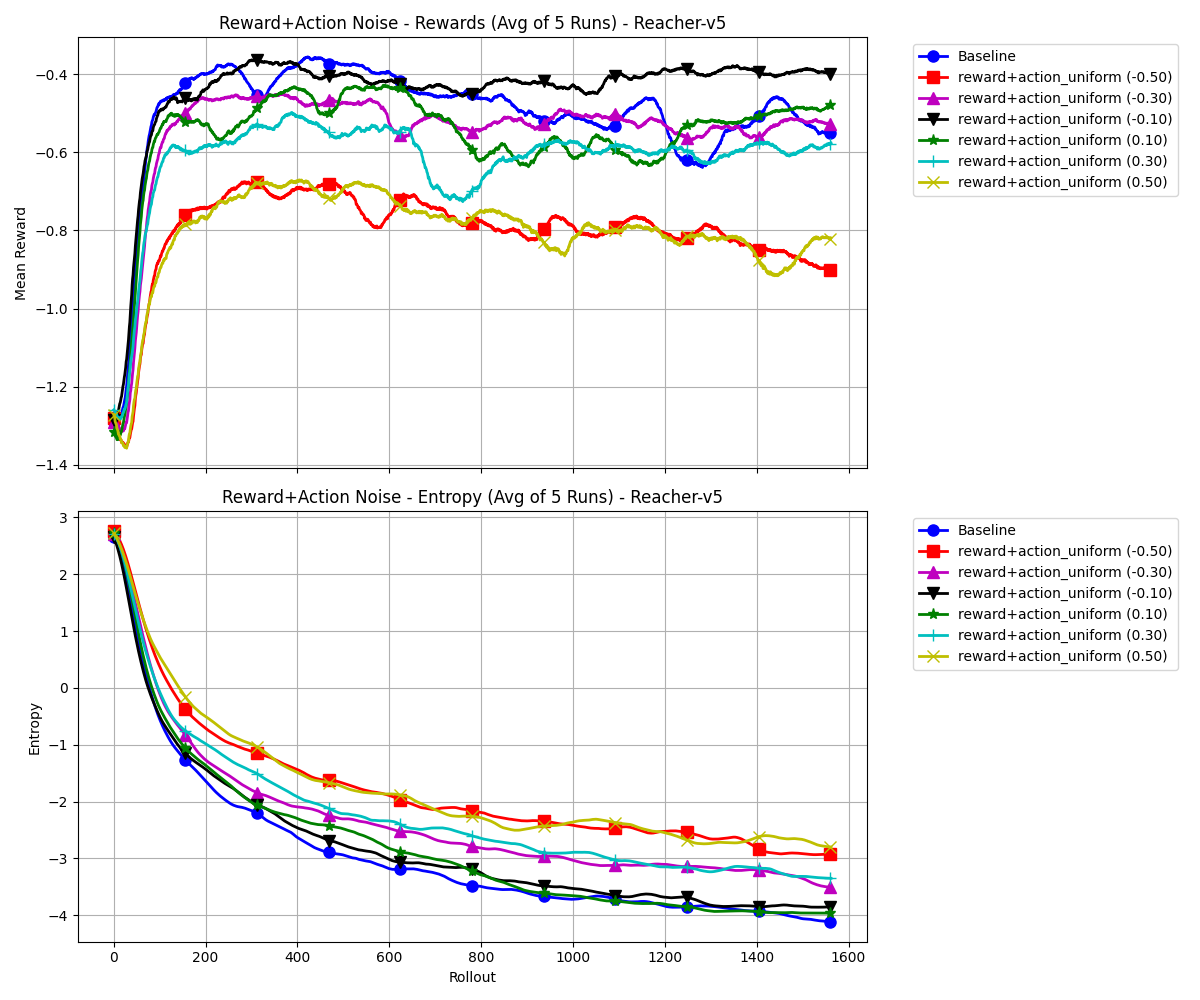 Reward+Action Noise - Rewards (Avg of 5 Runs) - Reacher-v5
Mean Reward
−0.4
−0.6
−0.8
−1.0
−1.2
−1.4
Baseline
reward+action_uniform (-0.50)
reward+action_uniform (-0.30)
reward+action_uniform (-0.10)
reward+action_uniform (0.10)
reward+action_uniform (0.30)
reward+action_uniform (0.50)
Reward+Action Noise - Entropy (Avg of 5 Runs) - Reacher-v5
Entropy
3
2
1
0
−1
−2
−3
−4
0 200 400 600 800 1000 1200 1400 1600
Rollout
Baseline
reward+action_uniform (-0.50)
reward+action_uniform (-0.30)
reward+action_uniform (-0.10)
reward+action_uniform (0.10)
reward+action_uniform (0.30)
reward+action_uniform (0.50)